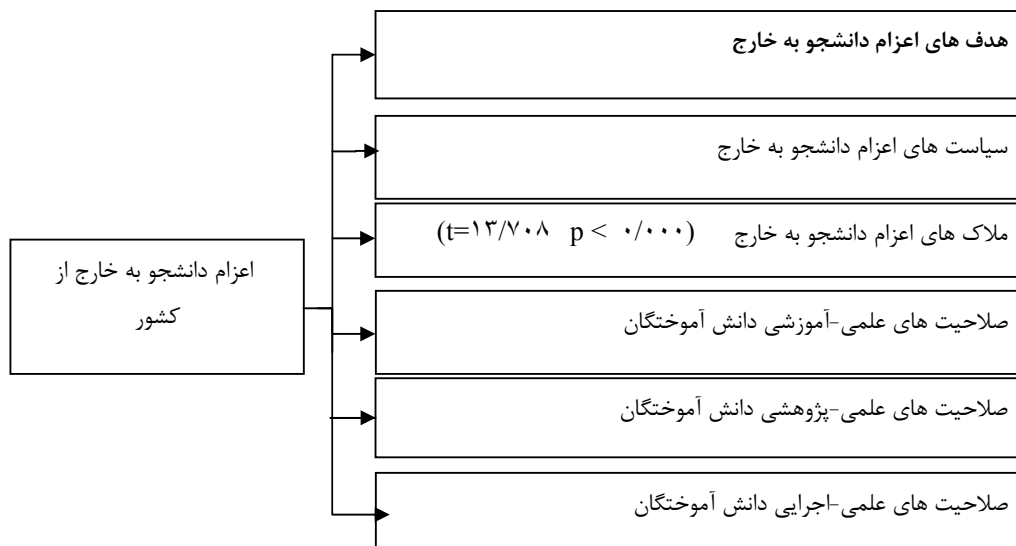 هدف های اعزام دانشجو به خارج
سیاست های اعزام دانشجو به خارج
ملاک های اعزام دانشجو به خارج (t=۱۳/۷۰۸ p < ۰/۰۰۰)
اعزام دانشجو به خارج از
کشور
صلاحیت های علمی-آموزشی دانش آموختگان
صلاحیت های علمی-پژوهشی دانش آموختگان
صلاحیت های علمی-اجرایی دانش آموختگان